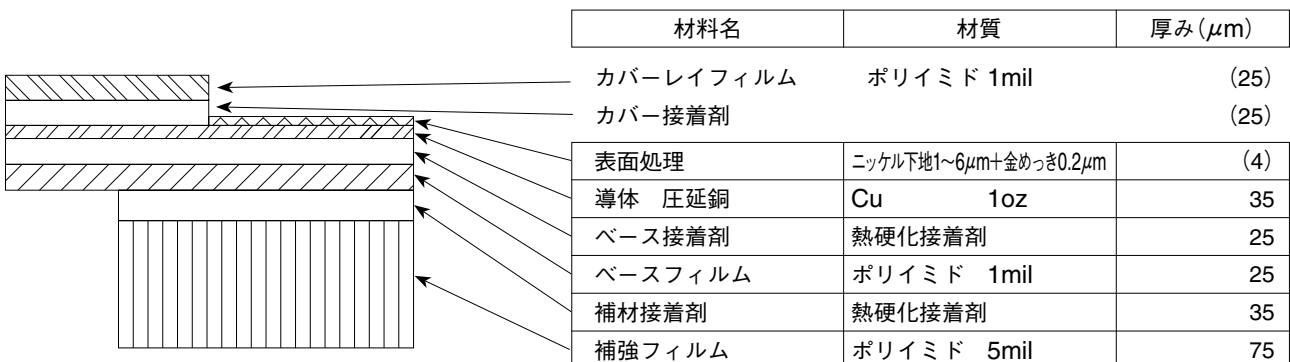 材料名 材質 厚み(μm)
カバーレイフィルム ポリイミド 1mil (25)
カバー接着剤 (25)
表面処理 ニッケル下地1~6μm+金めっき0.2μm (4)
導体 圧延銅 Cu 1oz 35
ベース接着剤 熱硬化接着剤 25
ベースフィルム ポリイミド 1mil 25
補材接着剤 熱硬化接着剤 35
補強フィルム ポリイミド 5mil 75